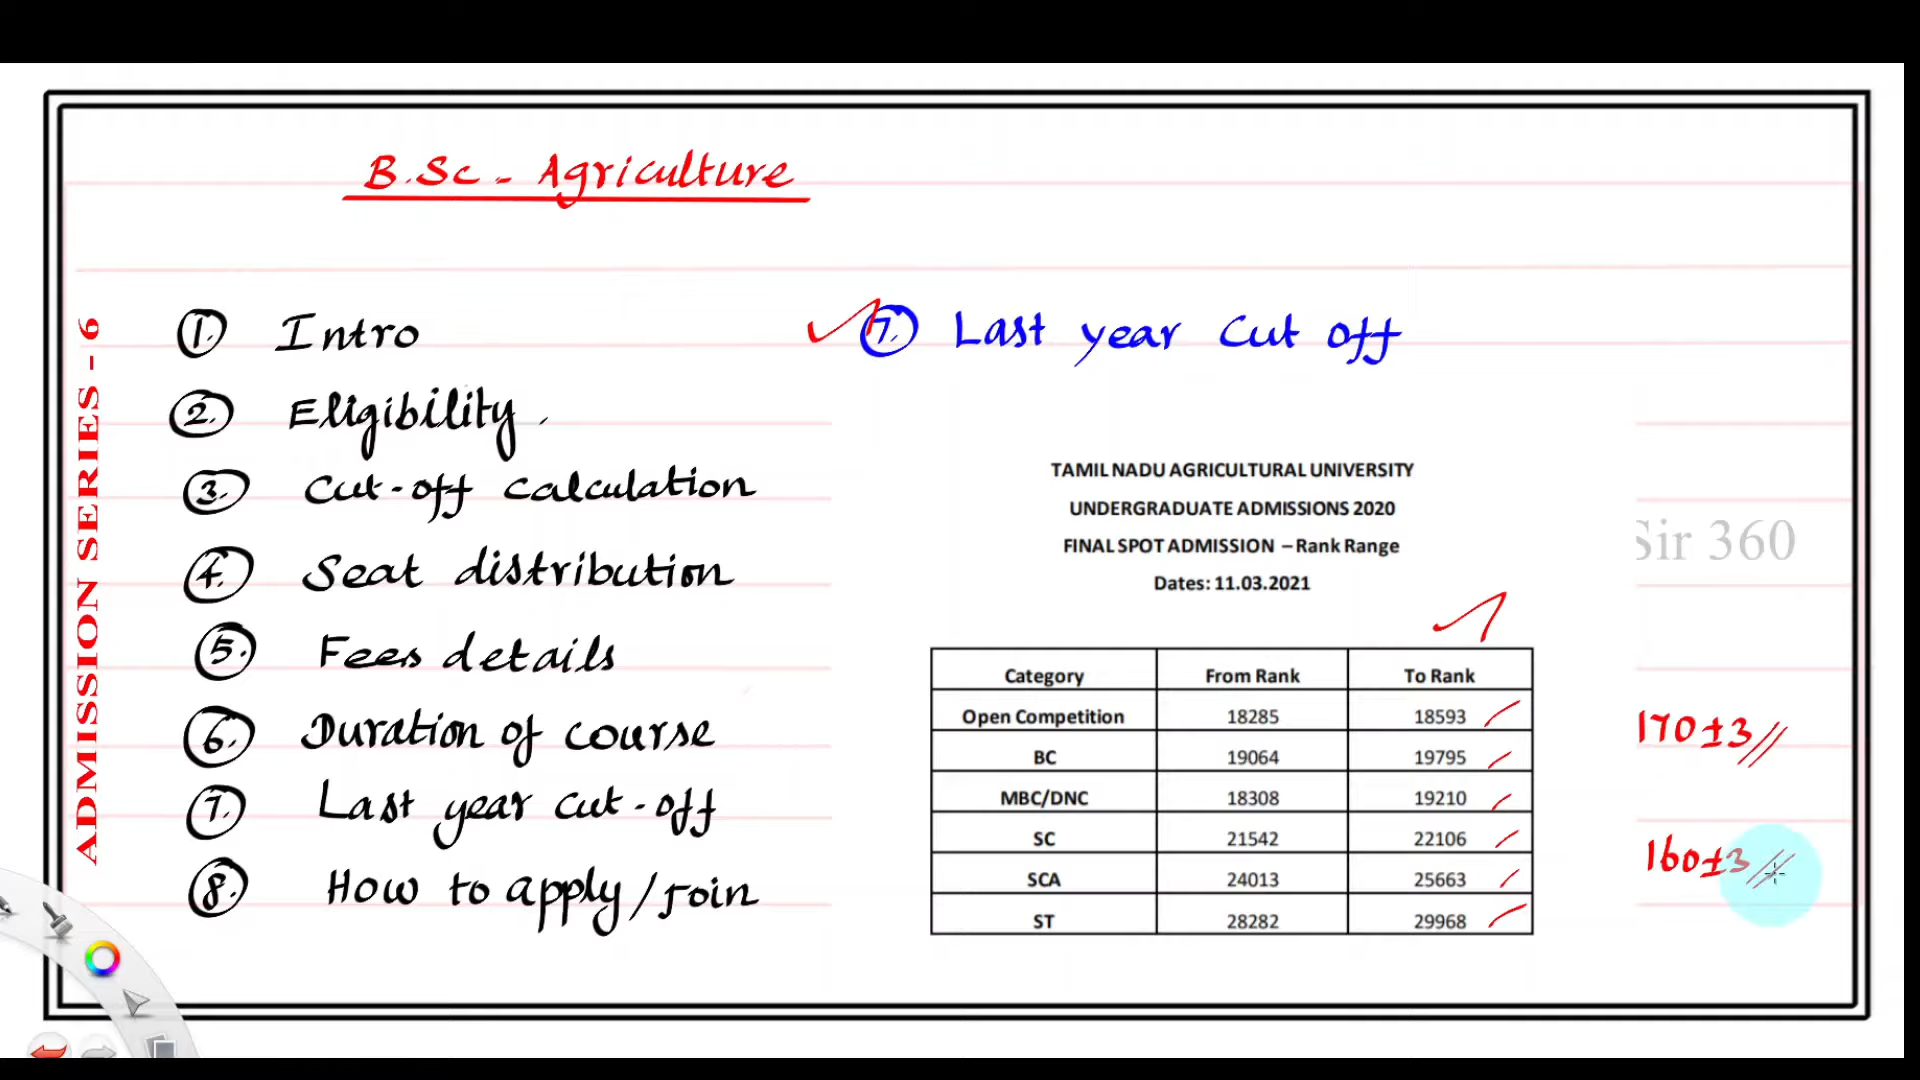 B.Sc - Agriculture
ADMISSION SERIES - 6
1. Intro
2. Eligibility.
3. Cut-off calculation
4. Seat distribution
5. Fees details
6. Duration of course
7. Last year cut-off
8. How to apply/join
7. Last year Cut off
TAMIL NADU AGRICULTURAL UNIVERSITY
UNDERGRADUATE ADMISSIONS 2020
FINAL SPOT ADMISSION – Rank Range
Dates: 11.03.2021
Category From Rank To Rank
Open Competition 18285 18593
BC 19064 19795
MBC/DNC 18308 19210
SC 21542 22106
SCA 24013 25663
ST 28282 29968
Sir 360
170±3//
160±3//